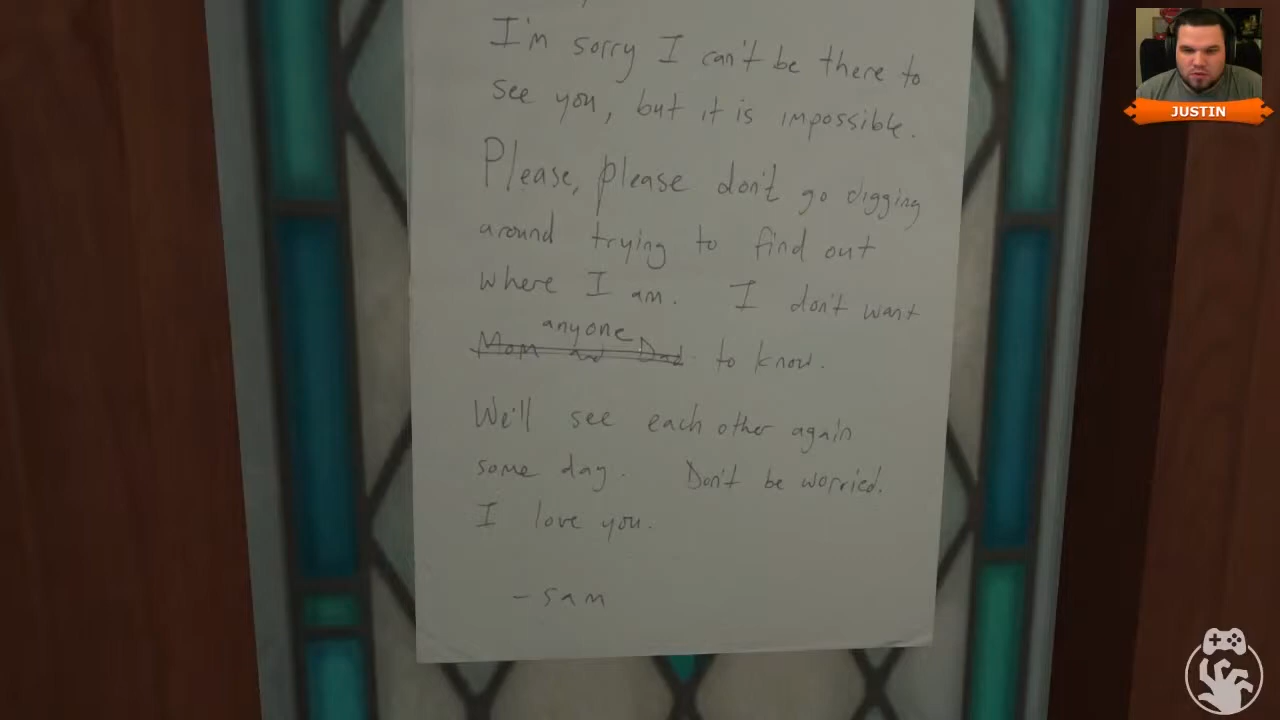 I'm sorry I can't be there to
see you, but it is impossible.
Please, please don't go digging
around trying to find out
where I am. I don't want
anyone
Mom and Dad to know.
We'll see each other again
some day. Don't be worried.
I love you.
- Sam
JUSTIN